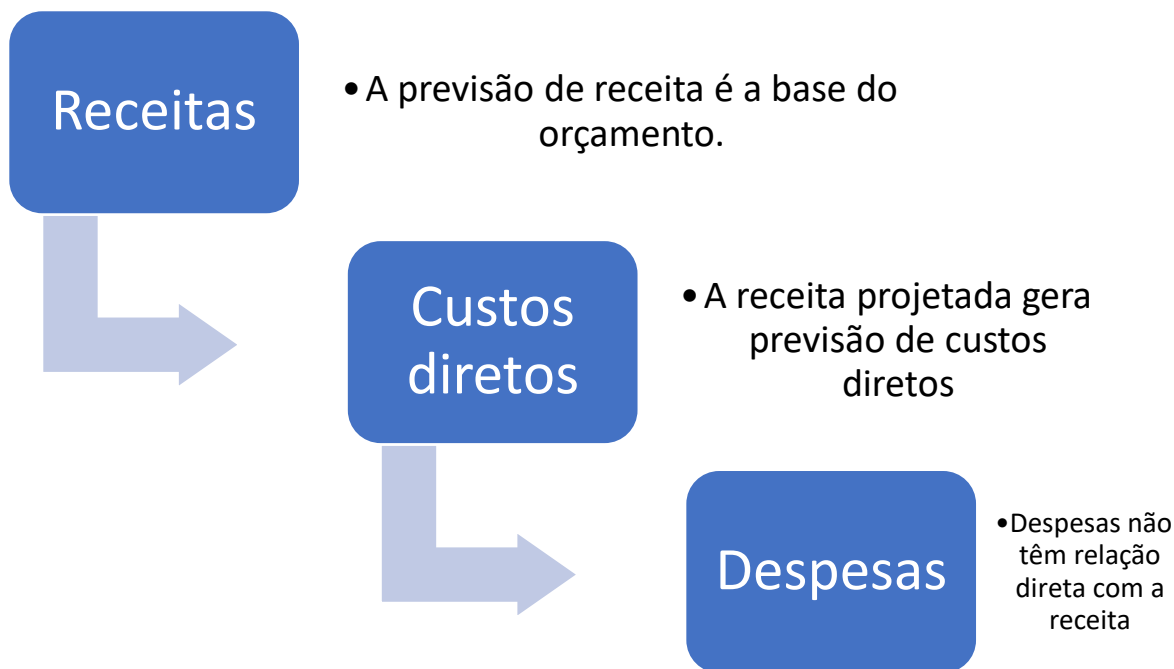 Receitas
• A previsão de receita é a base do
orçamento.
Custos
diretos
• A receita projetada gera
previsão de custos
diretos
Despesas
•Despesas não
têm relação
direta com a
receita